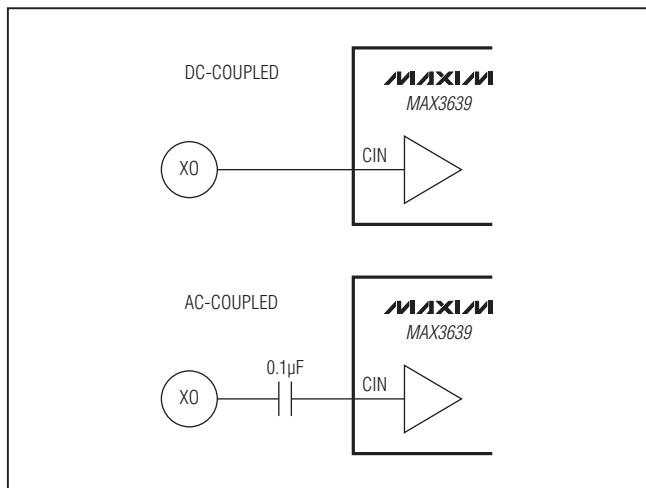 DC-COUPLED
MAXIM
MAX3639
XO
CIN
AC-COUPLED
MAXIM
MAX3639
0.1µF
XO
CIN